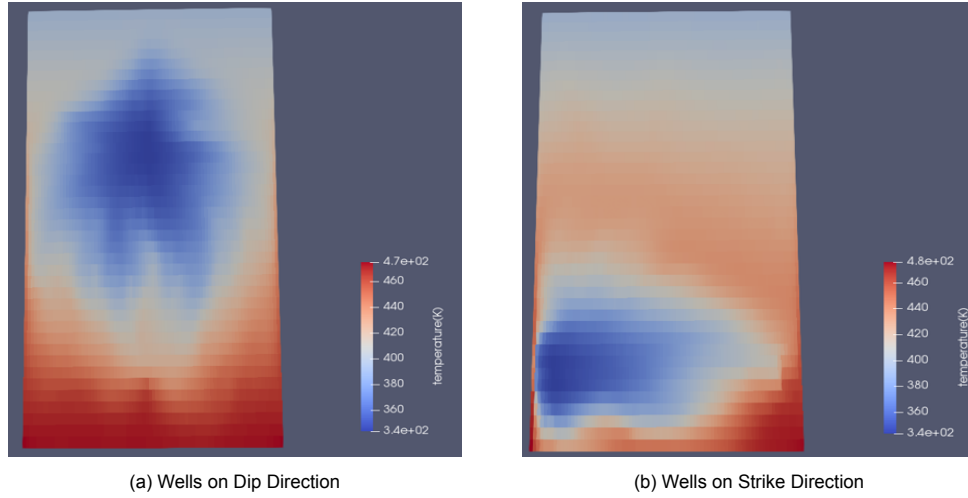 4.7e+02
460
440
420
400
380
360
3.4e+02
temperature(K)
4.8e+02
460
440
420
400
380
360
3.4e+02
temperature(K)
(a) Wells on Dip Direction
(b) Wells on Strike Direction